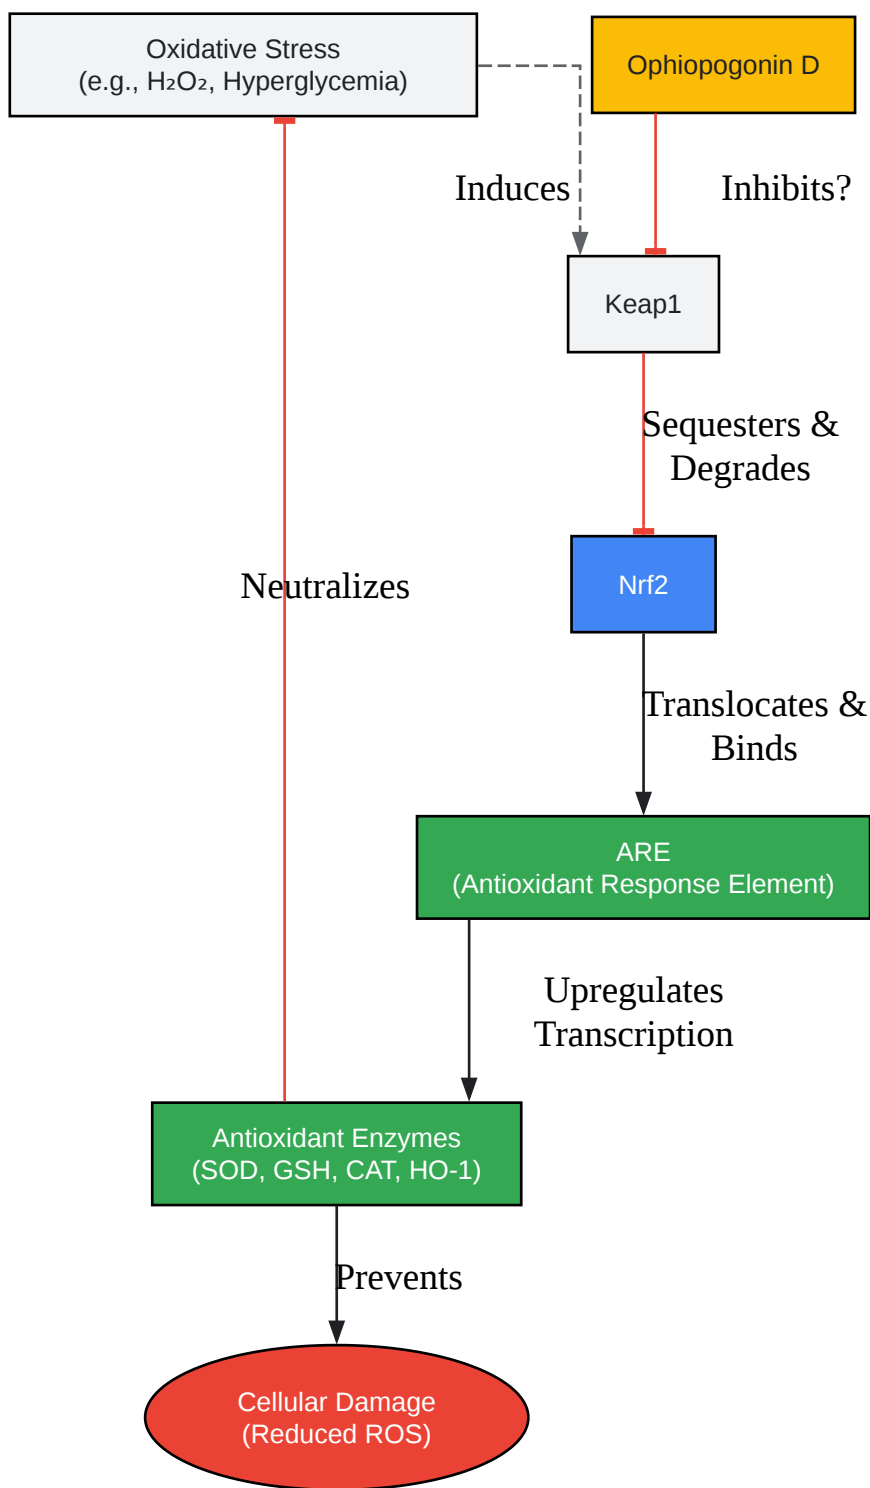 Oxidative Stress
(e.g., H₂O₂, Hyperglycemia)
Ophiopogonin D
Induces
Inhibits?
Keap1
Sequesters &
Degrades
Nrf2
Neutralizes
Translocates &
Binds
ARE
(Antioxidant Response Element)
Upregulates
Transcription
Antioxidant Enzymes
(SOD, GSH, CAT, HO-1)
Prevents
Cellular Damage
(Reduced ROS)